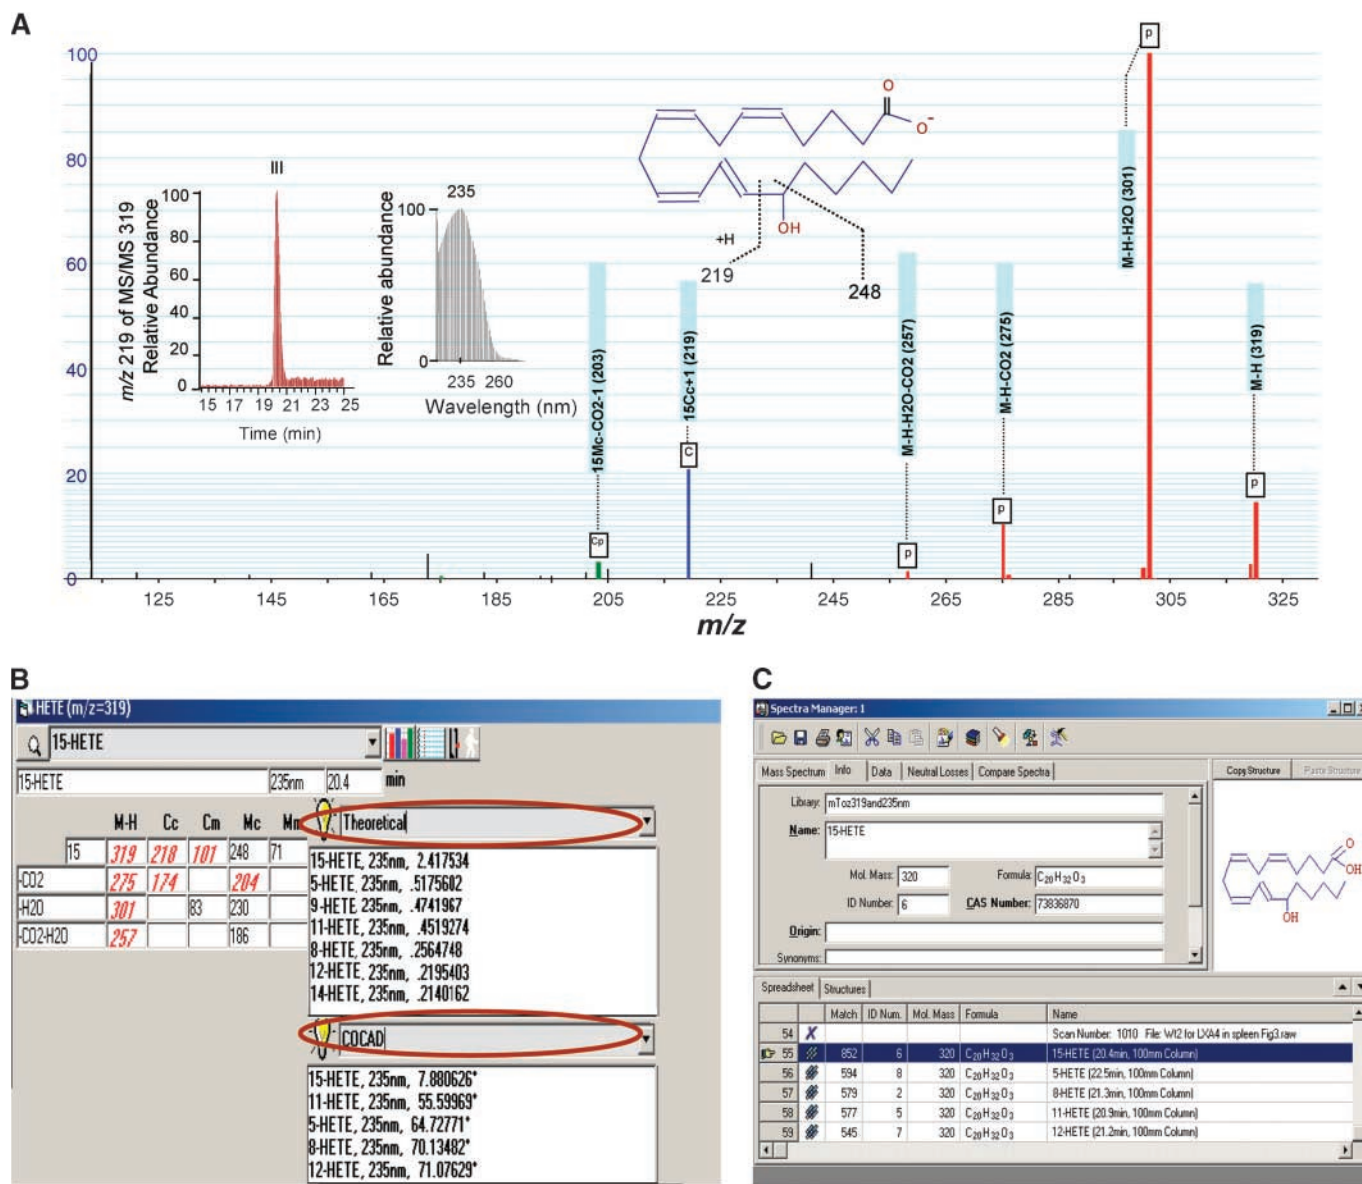 A
100
80
60
40
20
0
125 145 165 185 205 225 245 265 285 305 325
m/z
m/z 219 of MS/MS 319
Relative Abundance
III
100
80
60
40
20
0
15 17 19 21 23 25
Time (min)
Relative abundance
235
100
0
235 260
Wavelength (nm)
O
O-
OH
+H
219
248
15Mc-CO2-1 (203)
Cp
15Cc+1 (219)
C
M-H-H2O-CO2 (257)
p
M-H-CO2 (275)
p
M-H-H2O (301)
p
M-H (319)
p
B
HETE (m/z=319)
15-HETE
15-HETE 235nm 20.4 min
M-H Cc Cm Mc Mm
15 319 218 101 248 71
-CO2 275 174 204
-H2O 301 83 230
-CO2-H2O 257 186
Theoretical
15-HETE, 235nm, 2.417534
5-HETE, 235nm, .5175602
9-HETE, 235nm, .4741967
11-HETE, 235nm, .4519274
8-HETE, 235nm, .2564748
12-HETE, 235nm, .2195403
14-HETE, 235nm, .2140162
COCAD
15-HETE, 235nm, 7.880626*
11-HETE, 235nm, 55.59969*
5-HETE, 235nm, 64.72771*
8-HETE, 235nm, 70.13482*
12-HETE, 235nm, 71.07629*
C
Spectra Manager: 1
Mass Spectrum Info Data Neutral Losses Compare Spectra
Copy Structure Paste Structure
Library: mToz319and235nm
Name: 15-HETE
Mol. Mass: 320 Formula: C20H32O3
ID Number: 6 CAS Number: 73836870
Origin:
Synonyms:
O
OH
OH
Spreadsheet Structures
Match ID Num. Mol. Mass Formula Name
54 Scan Number: 1010 File: Wt2 for LXA4 in spleen Fig3.raw
55 852 6 320 C20H32O3 15-HETE (20.4min, 100mm Column)
56 594 8 320 C20H32O3 5-HETE (22.5min, 100mm Column)
57 579 2 320 C20H32O3 8-HETE (21.3min, 100mm Column)
58 577 5 320 C20H32O3 11-HETE (20.9min, 100mm Column)
59 545 7 320 C20H32O3 12-HETE (21.2min, 100mm Column)